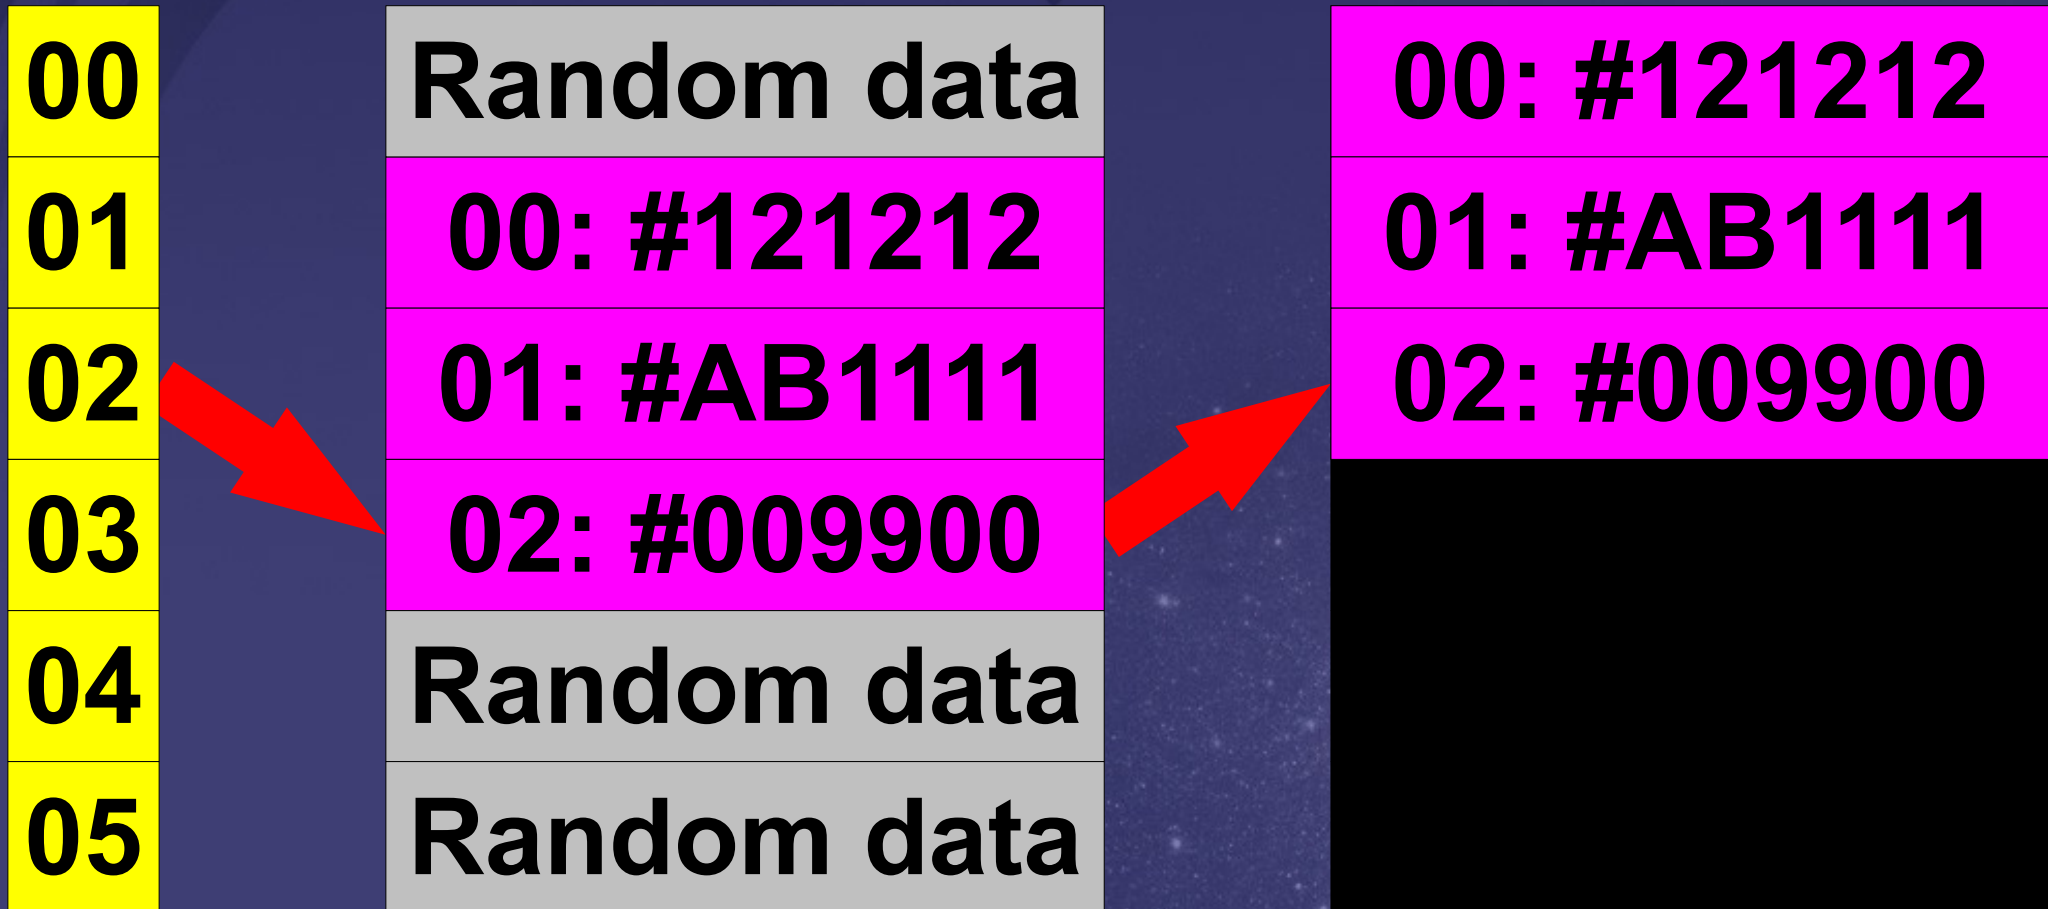 00 Random data 00: #121212
01 00: #121212 01: #AB1111
02 01: #AB1111 02: #009900
03 02: #009900
04 Random data
05 Random data